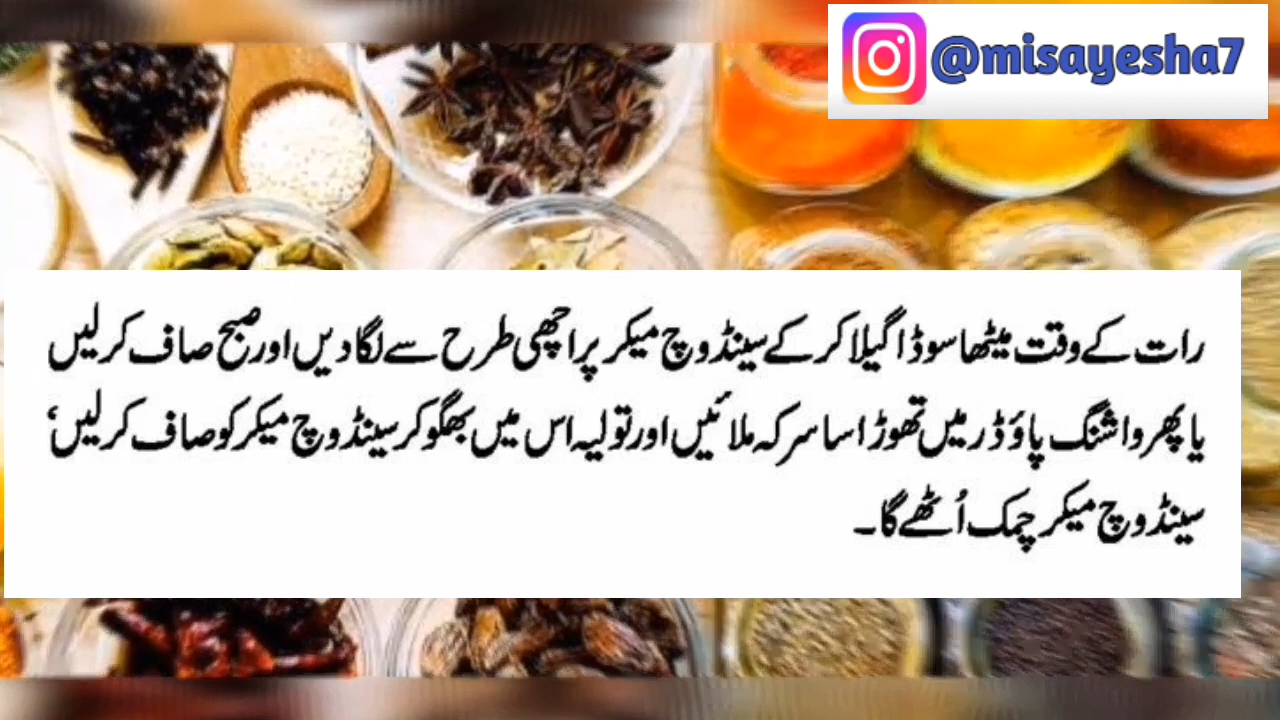 @misayesha7
رات کے وقت میٹھا سوڈا گیلا کر کے سینڈوچ میکر پر اچھی طرح سے لگا دیں اور صبح صاف کر لیں
یا پھر واشنگ پاؤڈر میں تھوڑا سا سرکہ ملائیں اور تولیہ اس میں بھگو کر سینڈوچ میکر کو صاف کر لیں،
سینڈوچ میکر چمک اُٹھے گا۔